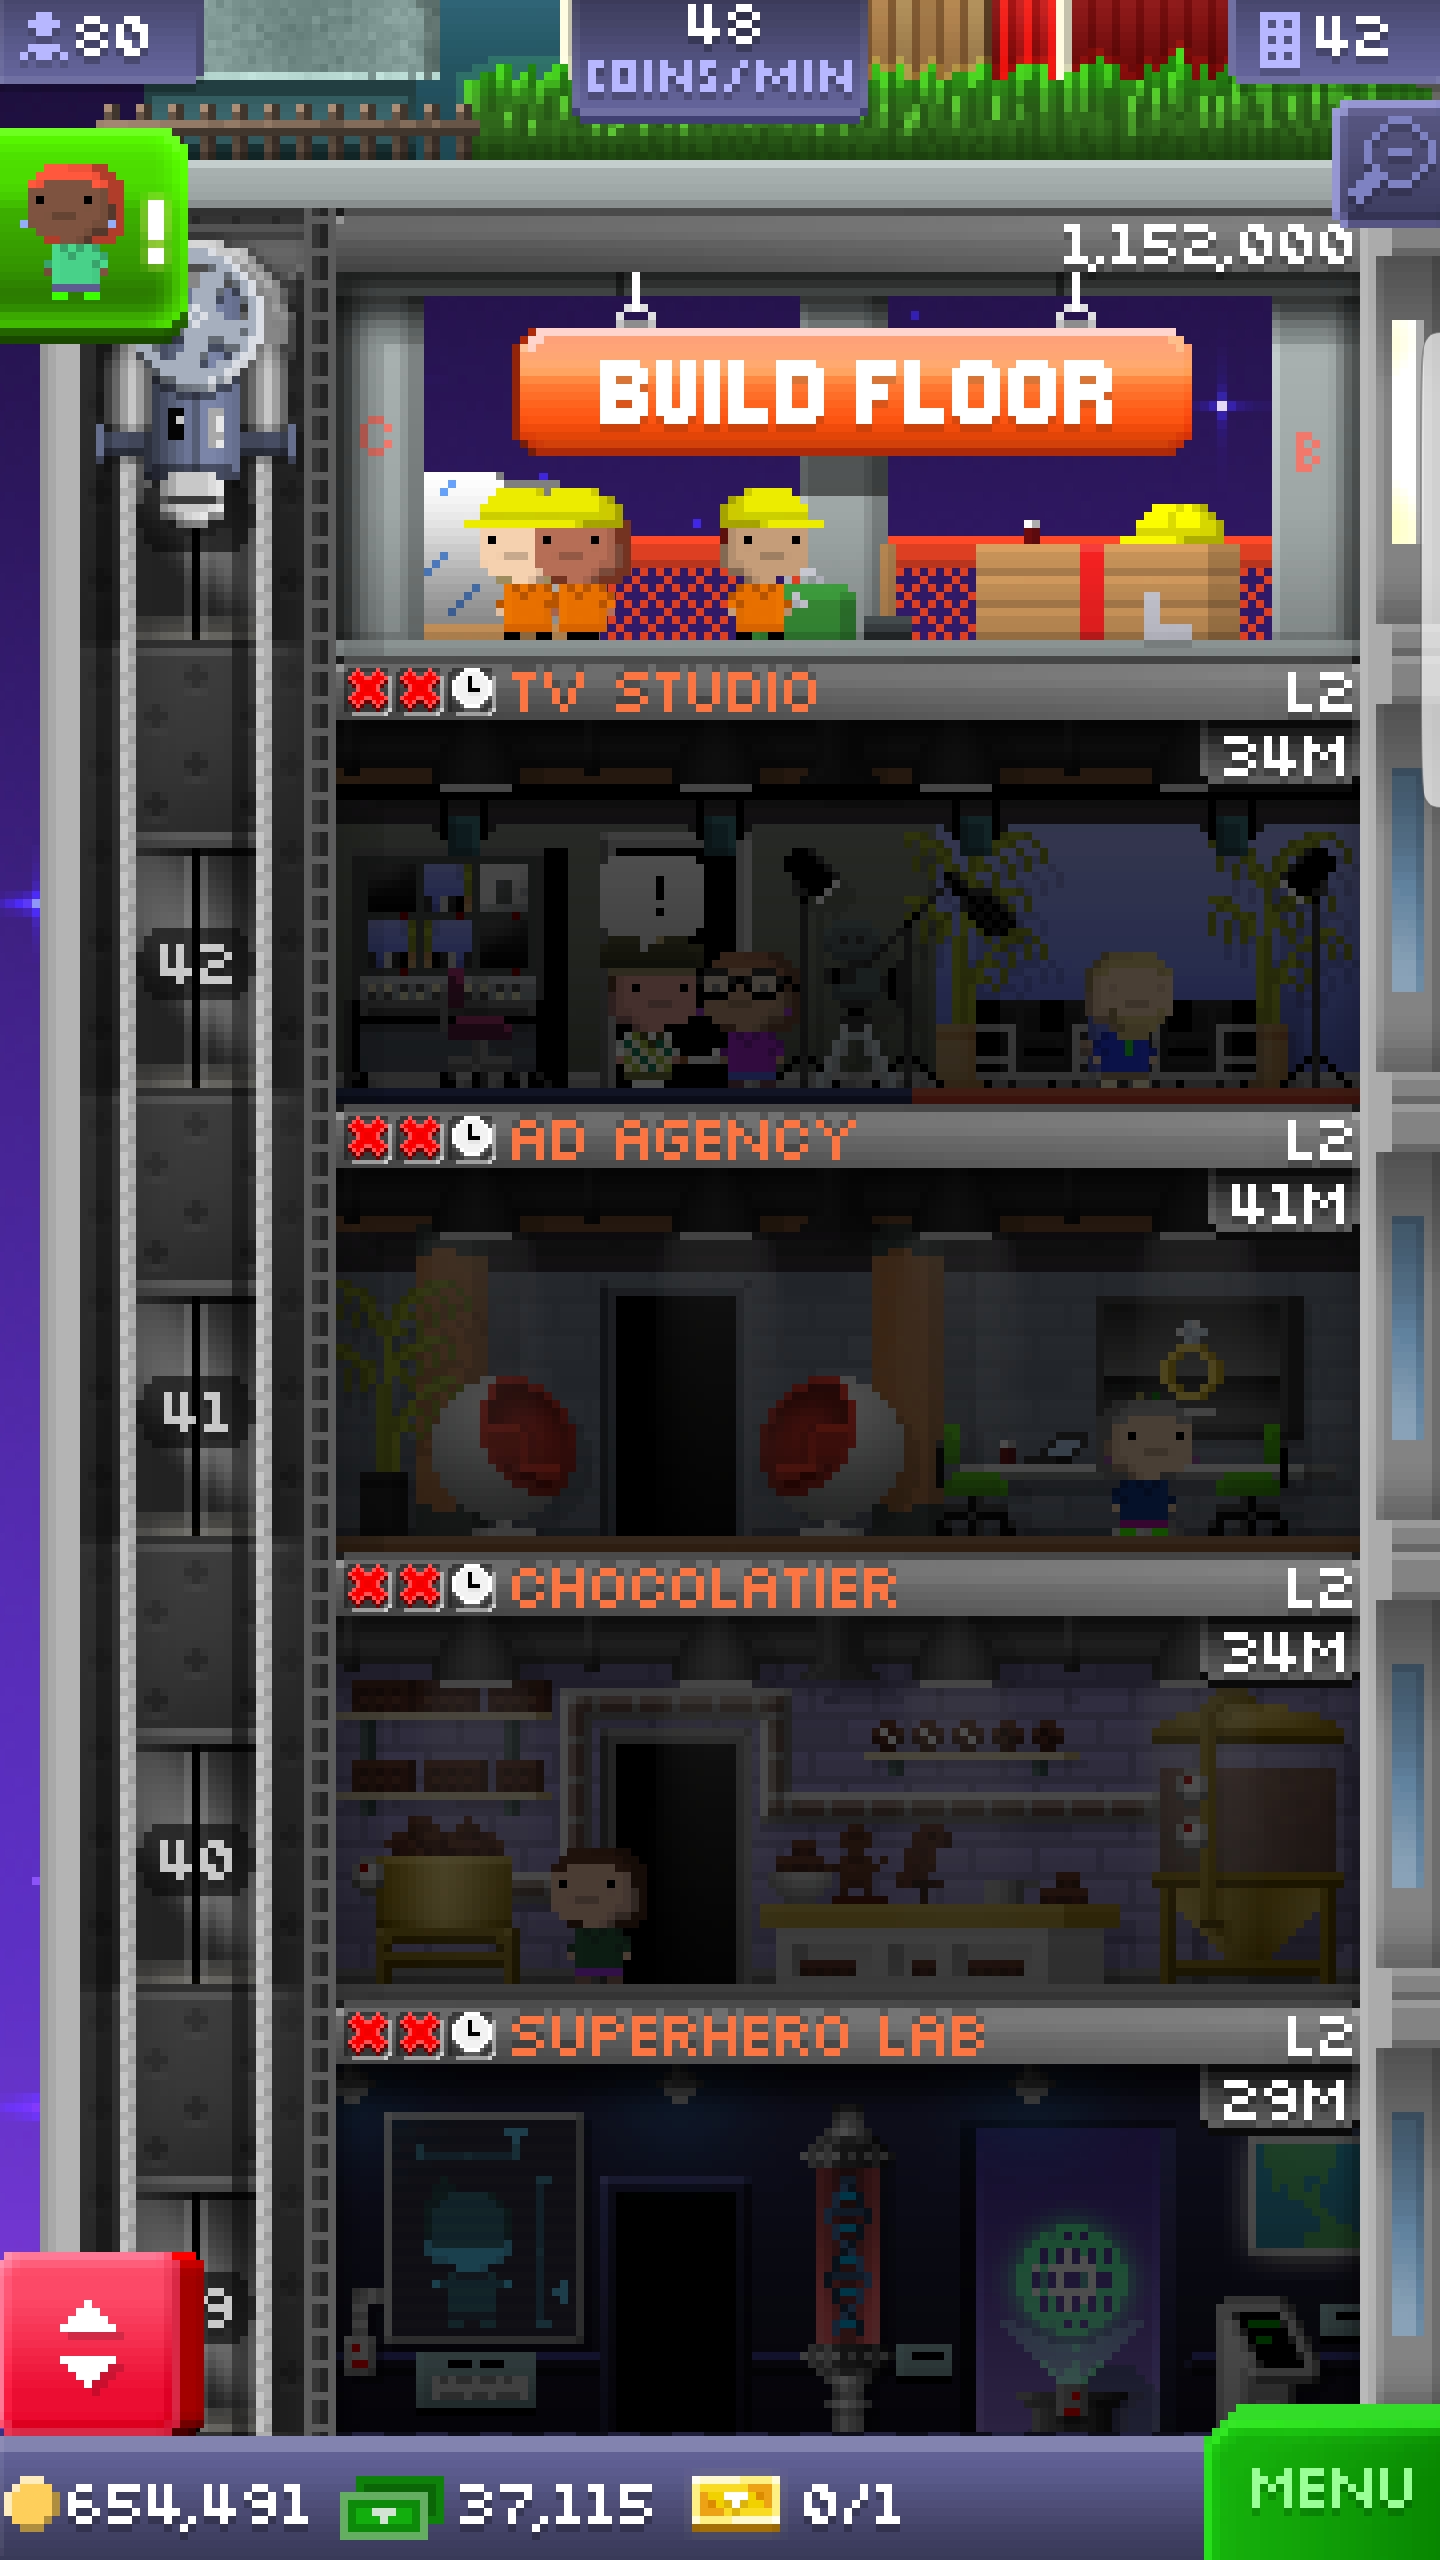 80
48
COINS/MIN
42
!
1,152,000
BUILD FLOOR
C
B
TV STUDIO L2
34M
!
42
AD AGENCY L2
41M
41
CHOCOLATIER L2
34M
40
SUPERHERO LAB L2
29M
654,491 37,115 0/1
MENU